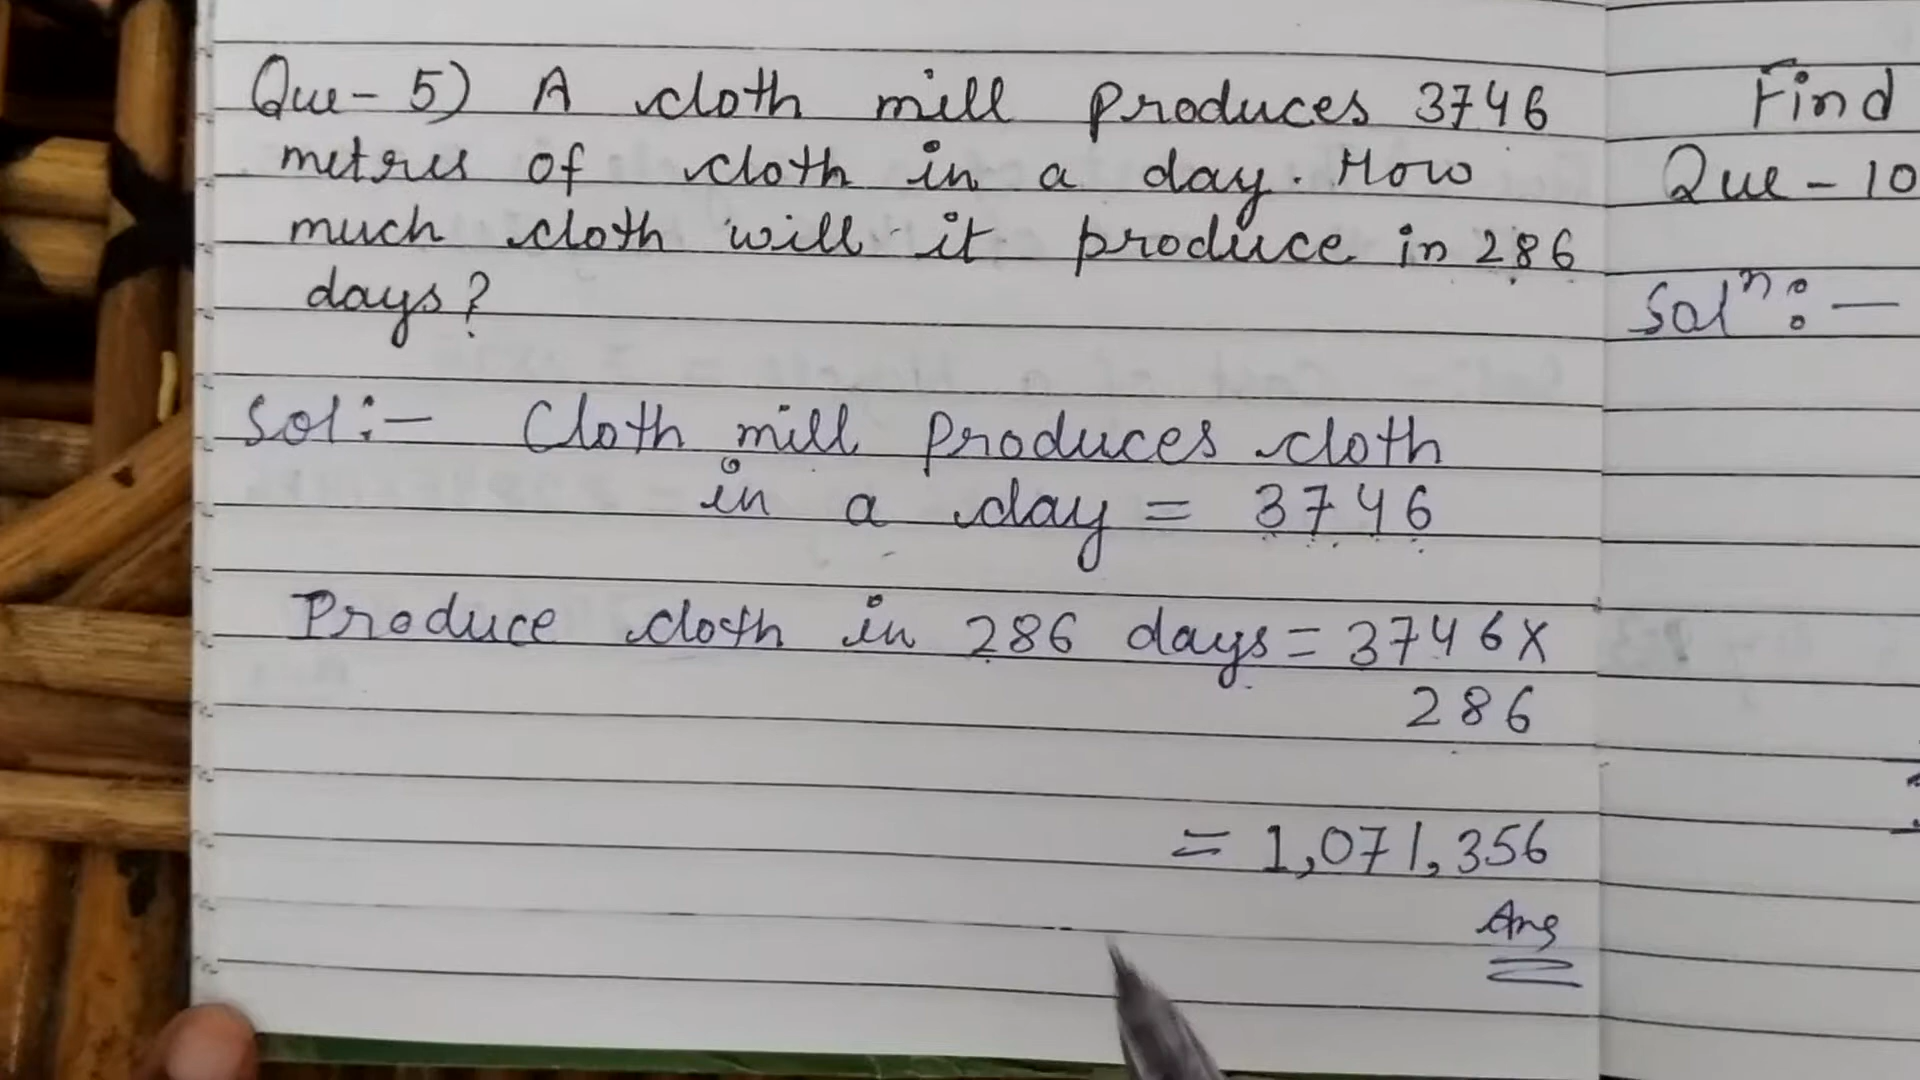 Que - 5) A cloth mill produces 3746
metres of cloth in a day. How
much cloth will it produce in 286
days?
Sol:- Cloth mill produces cloth
in a day = 3746
Produce cloth in 286 days = 3746 x
286
= 1,071,356
Ans
Find
Que - 10
Solⁿ :-